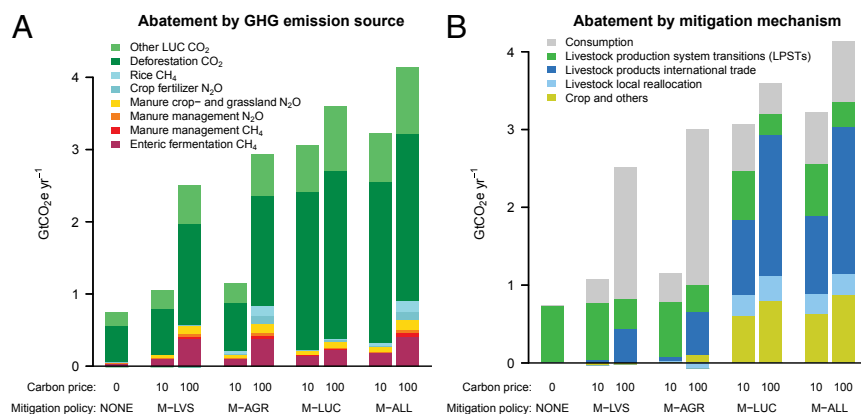 A
Abatement by GHG emission source
Other LUC CO₂
Deforestation CO₂
Rice CH₄
Crop fertilizer N₂O
Manure crop− and grassland N₂O
Manure management N₂O
Manure management CH₄
Enteric fermentation CH₄
GtCO₂e yr⁻¹
4
3
2
1
0
Carbon price: 0 10 100 10 100 10 100 10 100
Mitigation policy: NONE M−LVS M−AGR M−LUC M−ALL
B
Abatement by mitigation mechanism
Consumption
Livestock production system transitions (LPSTs)
Livestock products international trade
Livestock local reallocation
Crop and others
GtCO₂e yr⁻¹
4
3
2
1
0
Carbon price: 0 10 100 10 100 10 100 10 100
Mitigation policy: NONE M−LVS M−AGR M−LUC M−ALL